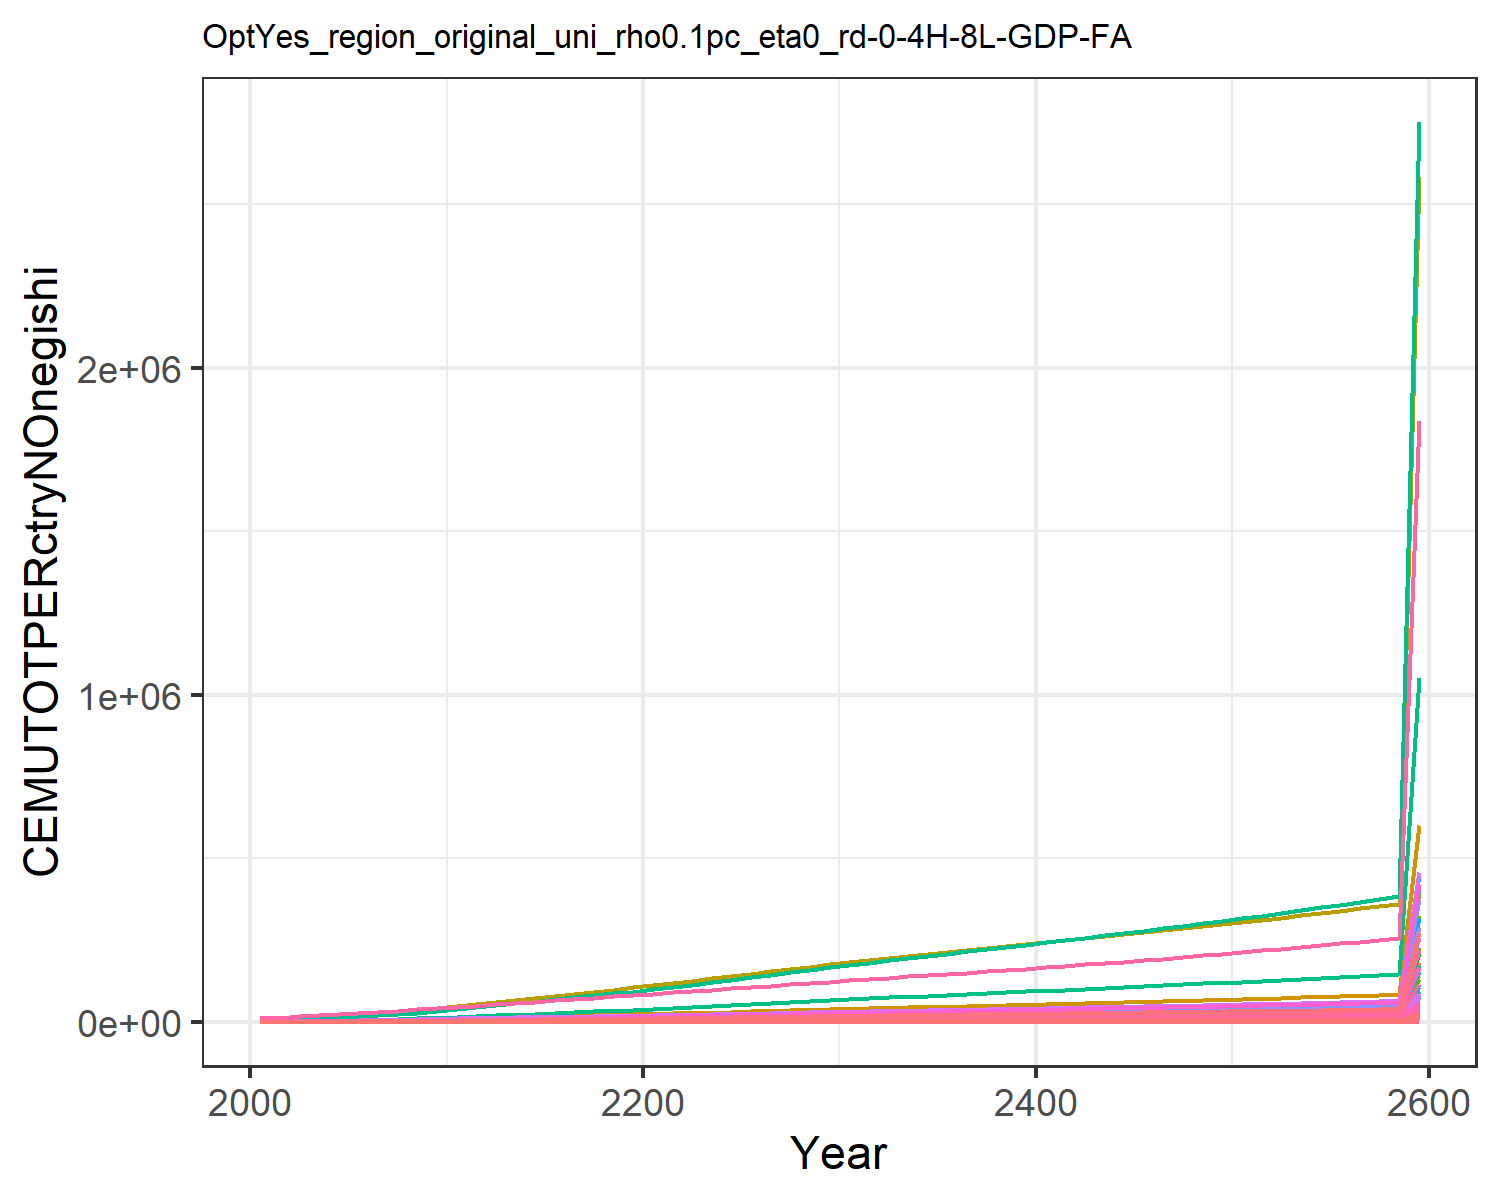 OptYes_region_original_uni_rho0.1pc_eta0_rd-0-4H-8L-GDP-FA
CEMUTOTPERctryNOnegishi
2e+06
1e+06
0e+00
2000 2200 2400 2600
Year